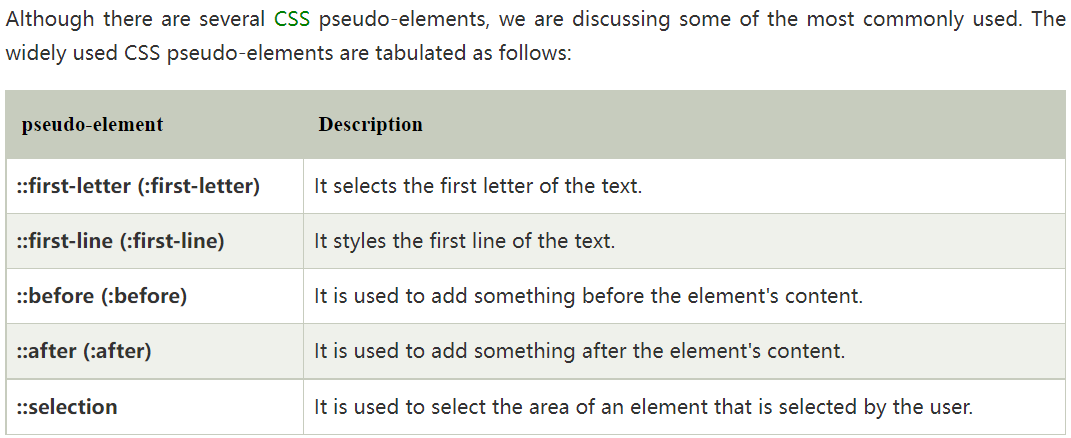 Although there are several CSS pseudo-elements, we are discussing some of the most commonly used. The
widely used CSS pseudo-elements are tabulated as follows:
pseudo-element Description
::first-letter (:first-letter) It selects the first letter of the text.
::first-line (:first-line) It styles the first line of the text.
::before (:before) It is used to add something before the element's content.
::after (:after) It is used to add something after the element's content.
::selection It is used to select the area of an element that is selected by the user.